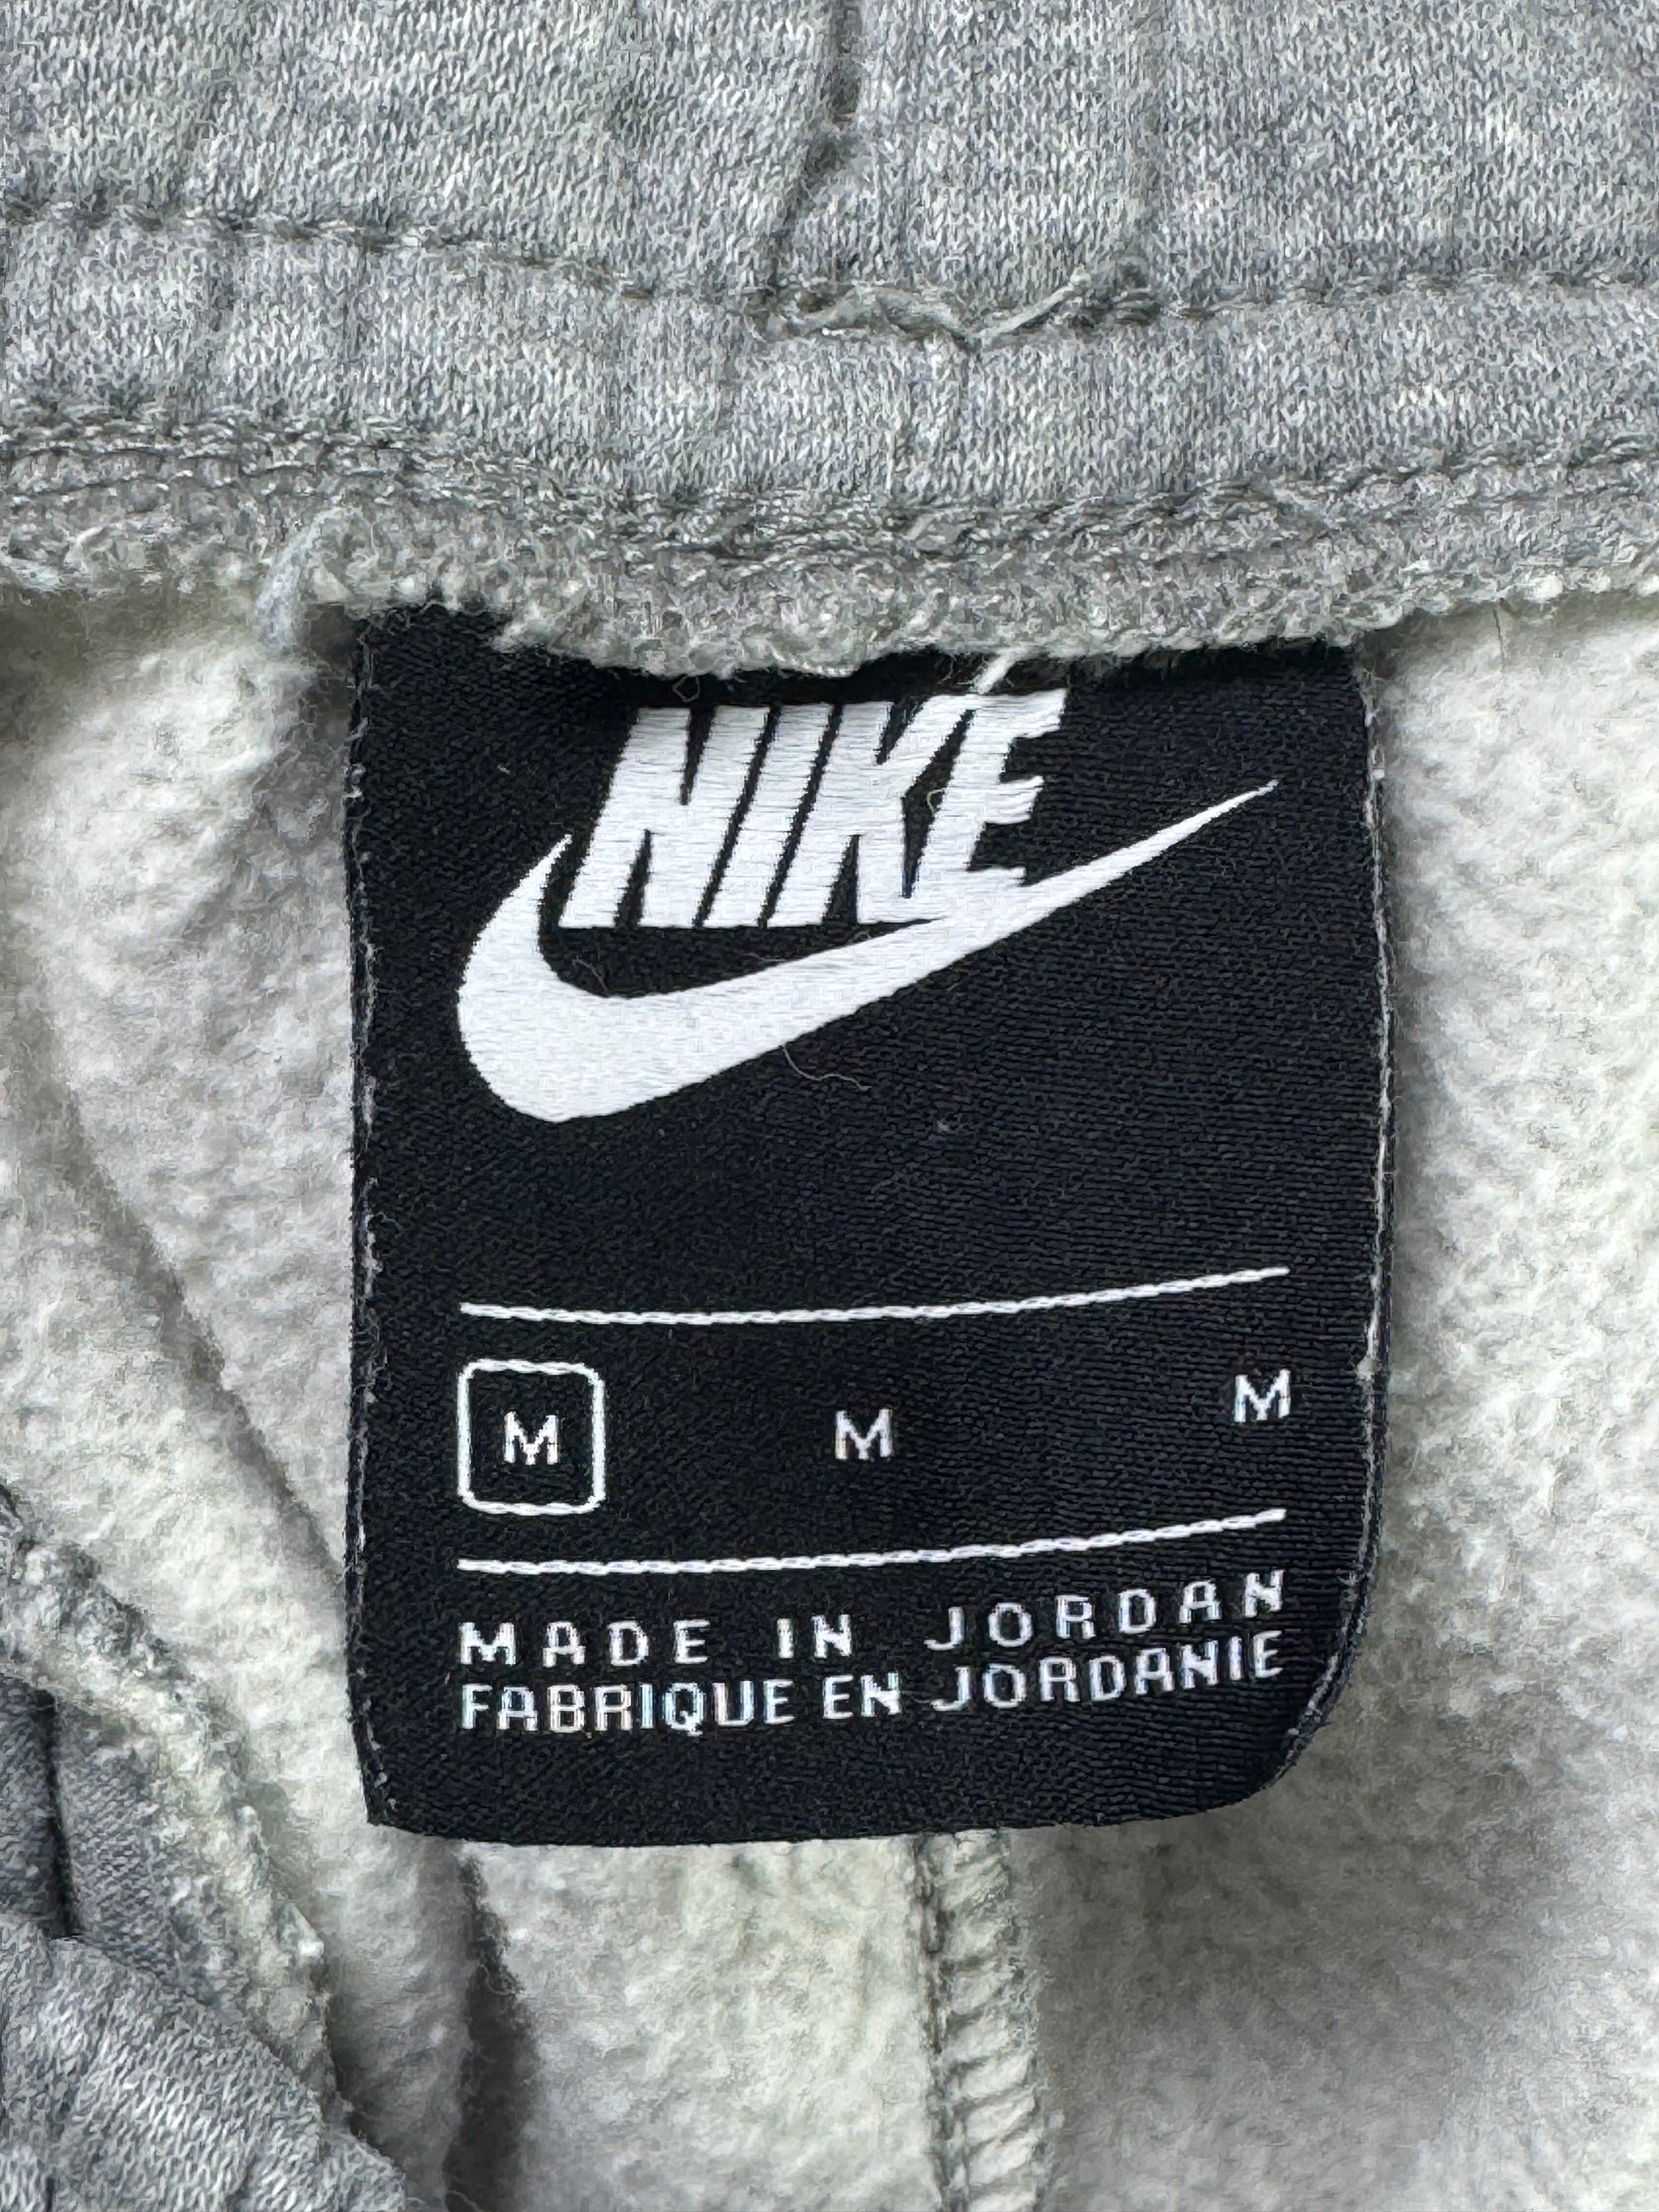 NIKE
M M M
MADE IN JORDAN
FABRIQUE EN JORDANIE